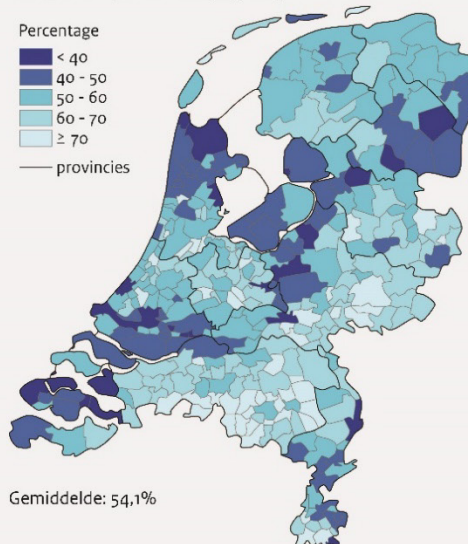 Percentage
< 40
40 - 50
50 - 60
60 - 70
≥ 70
provincies
Gemiddelde: 54,1%